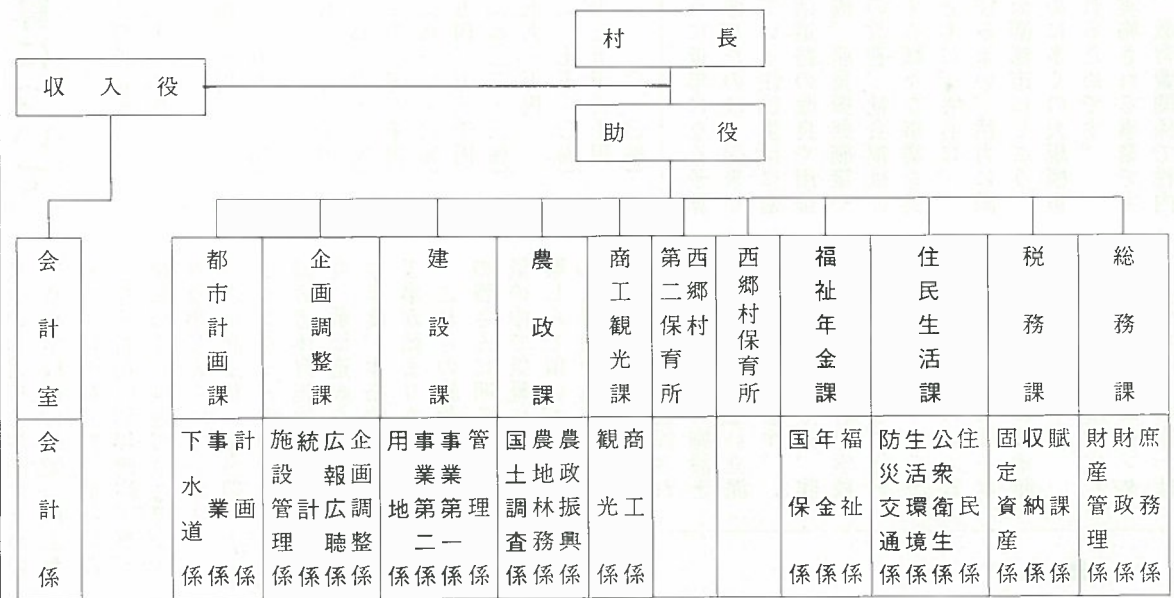 村長
収入役
助役
総務課
庶務係
財政係
財産管理係
税務課
賦課係
収納係
固定資産係
住民生活課
住民係
公衆衛生係
生活環境係
防災交通係
福祉年金課
福祉係
年金係
国保係
西郷村保育所
西郷村
第二保育所
商工観光課
商工係
観光係
農政課
農政振興係
農地林務係
国土調査係
建設課
管理係
事業第一係
事業第二係
用地係
企画調整課
企画調整係
広報広聴係
統計係
施設管理係
都市計画課
計画係
事業係
下水道係
会計室
会計係